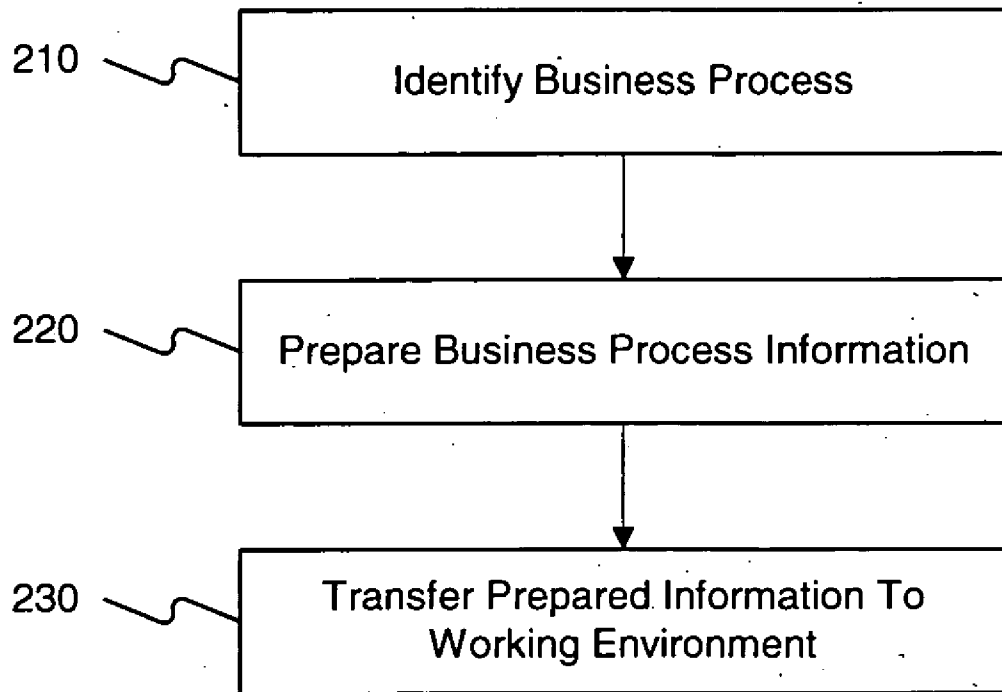 210
Identify Business Process
220
Prepare Business Process Information
230
Transfer Prepared Information To
Working Environment